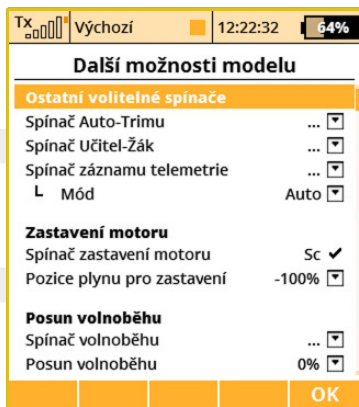 Tx Výchozí 12:22:32 64%
Další možnosti modelu
Ostatní volitelné spínače
Spínač Auto-Trimu ...
Spínač Učitel-Žák ...
Spínač záznamu telemetrie ...
Mód Auto
Zastavení motoru
Spínač zastavení motoru Sc
Pozice plynu pro zastavení -100%
Posun volnoběhu
Spínač volnoběhu ...
Posun volnoběhu 0%
OK